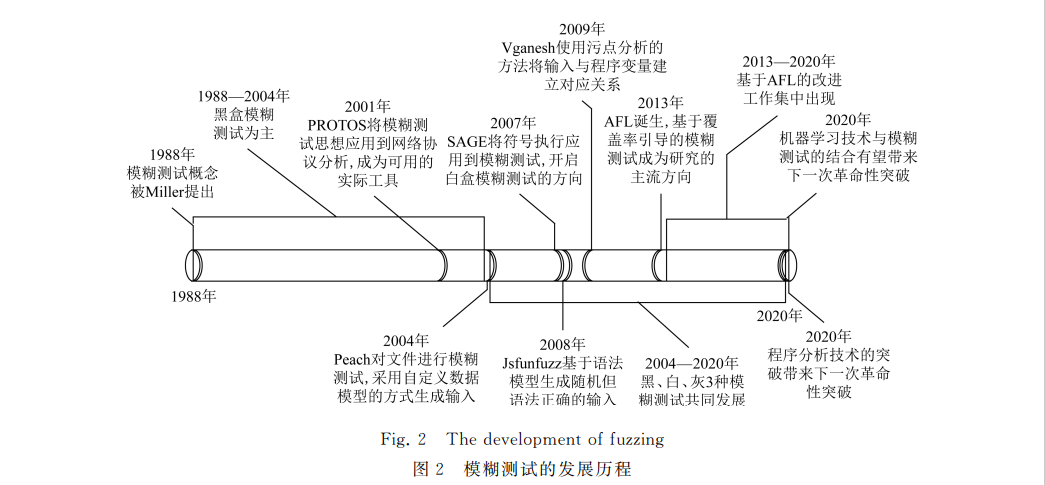 1988年
模糊测试概念
被Miller提出
1988—2004年
黑盒模糊
测试为主
2001年
PROTOS将模糊测
试思想应用到网络协
议分析,成为可用的
实际工具
2007年
SAGE将符号执行应
用到模糊测试,开启
白盒模糊测试的方向
2009年
Vganesh使用污点分析的
方法将输入与程序变量建
立对应关系
2013年
AFL诞生,基于覆
盖率引导的模糊
测试成为研究的
主流方向
2013—2020年
基于AFL的改进
工作集中出现
2020年
机器学习技术与模糊
测试的结合有望带来
下一次革命性突破
1988年
2020年
2004年
Peach对文件进行模糊
测试,采用自定义数据
模型的方式生成输入
2008年
Jsfunfuzz基于语法
模型生成随机但
语法正确的输入
2004—2020年
黑、白、灰3种模
糊测试共同发展
2020年
程序分析技术的突
破带来下一次革命
性突破
Fig. 2 The development of fuzzing
图 2 模糊测试的发展历程